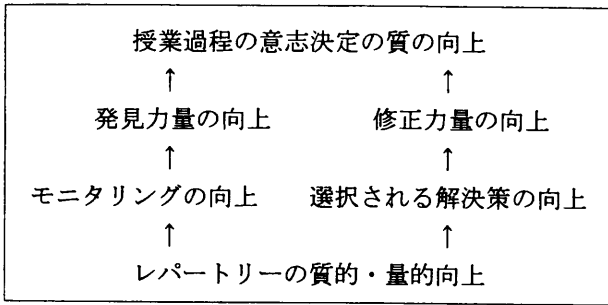 授業過程の意志決定の質の向上
↑ ↑
発見力量の向上 修正力量の向上
↑ ↑
モニタリングの向上 選択される解決策の向上
↑ ↑
レパートリーの質的・量的向上